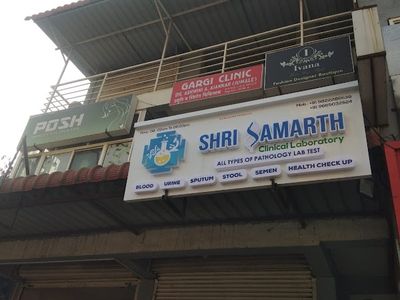 POSH
GARGI CLINIC
I
Ivana
Fashion Designer Boutique
SHRI SAMARTH
Clinical Laboratory
ALL TYPES OF PATHOLOGY LAB TEST
BLOOD URINE SPUTUM STOOL SEMEN HEALTH CHECK UP